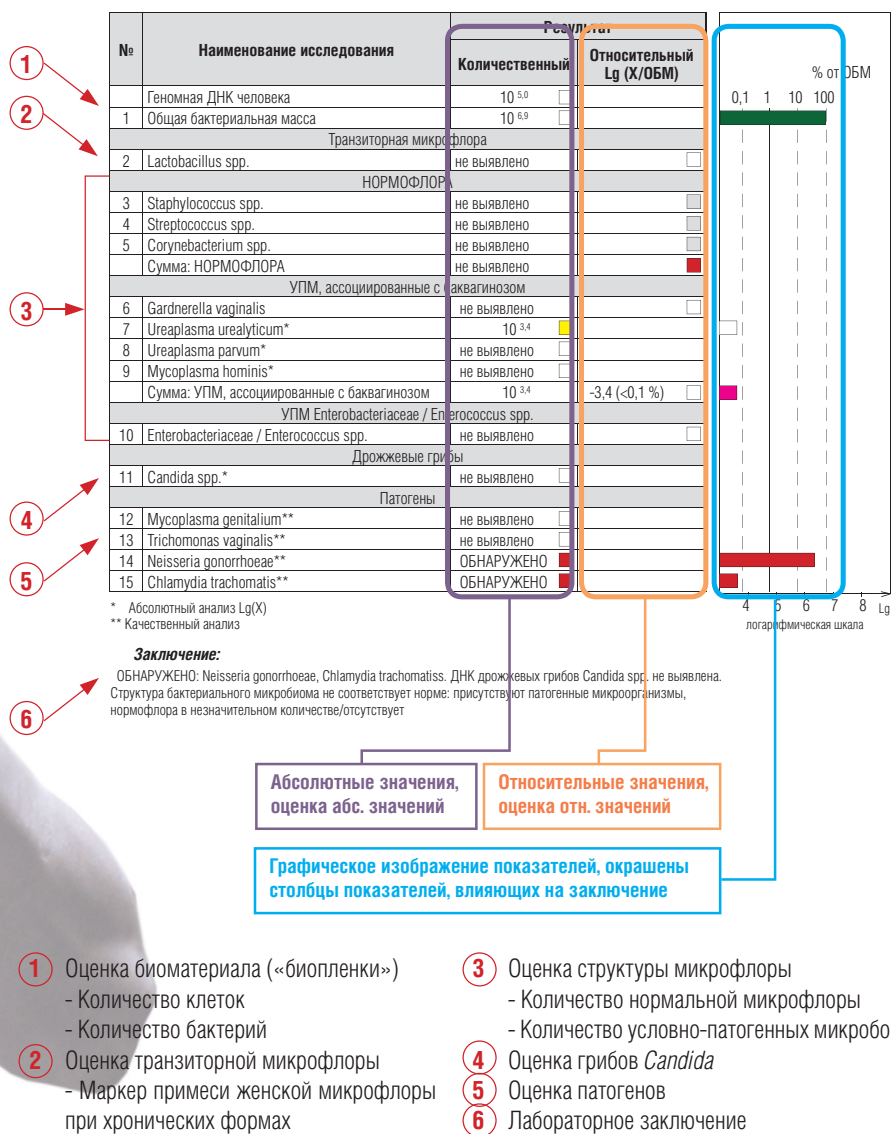 № Наименование исследования Результат
Количественный Относительный Lg (X/ОБМ)
% от ОБМ
0,1 1 10 100
Геномная ДНК человека 10 5,0
1 Общая бактериальная масса 10 6,9
Транзиторная микрофлора
2 Lactobacillus spp. не выявлено
НОРМОФЛОРА
3 Staphylococcus spp. не выявлено
4 Streptococcus spp. не выявлено
5 Corynebacterium spp. не выявлено
Сумма: НОРМОФЛОРА не выявлено
УПМ, ассоциированные с баквагинозом
6 Gardnerella vaginalis не выявлено
7 Ureaplasma urealyticum* 10 3,4
8 Ureaplasma parvum* не выявлено
9 Mycoplasma hominis* не выявлено
Сумма: УПМ, ассоциированные с баквагинозом 10 3,4 -3,4 (<0,1 %)
УПМ Enterobacteriaceae / Enterococcus spp.
10 Enterobacteriaceae / Enterococcus spp. не выявлено
Дрожжевые грибы
11 Candida spp.* не выявлено
Патогены
12 Mycoplasma genitalium** не выявлено
13 Trichomonas vaginalis** не выявлено
14 Neisseria gonorrhoeae** ОБНАРУЖЕНО
15 Chlamydia trachomatis** ОБНАРУЖЕНО
4 5 6 7 8 Lg
логарифмическая шкала
1
2
3
4
5
6
* Абсолютный анализ Lg(X)
** Качественный анализ
Заключение:
ОБНАРУЖЕНО: Neisseria gonorrhoeae, Chlamydia trachomatiss. ДНК дрожжевых грибов Candida spp. не выявлена.
Структура бактериального микробиома не соответствует норме: присутствуют патогенные микроорганизмы,
нормофлора в незначительном количестве/отсутствует
Абсолютные значения,
оценка абс. значений
Относительные значения,
оценка отн. значений
Графическое изображение показателей, окрашены
столбцы показателей, влияющих на заключение
1 Оценка биоматериала («биопленки»)
- Количество клеток
- Количество бактерий
2 Оценка транзиторной микрофлоры
- Маркер примеси женской микрофлоры
при хронических формах
3 Оценка структуры микрофлоры
- Количество нормальной микрофлоры
- Количество условно-патогенных микробо
4 Оценка грибов Candida
5 Оценка патогенов
6 Лабораторное заключение